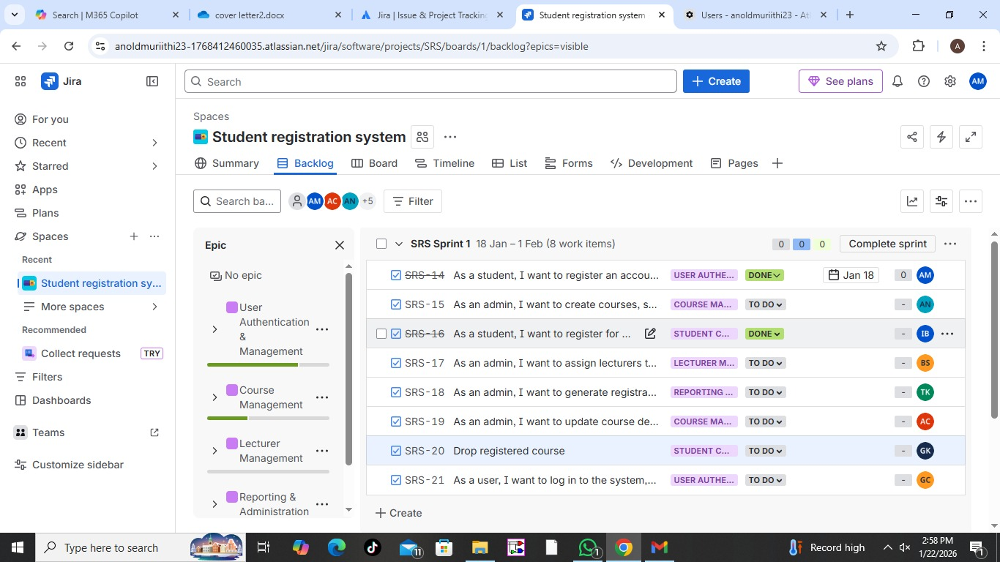 Search | M365 Copilot
cover letter2.docx
Jira | Issue & Project Tracking
Student registration system
Users - anoldmuriithi23 - Atl
anoldmuriithi23-1768412460035.atlassian.net/jira/software/projects/SRS/boards/1/backlog?epics=visible
A
Jira
Search
Create
See plans
AM
For you
Recent
Starred
Apps
Plans
Spaces
Recent
Student registration sy...
More spaces
Recommended
Collect requests TRY
Filters
Dashboards
Teams
Customize sidebar
Spaces
Student registration system
Summary Backlog Board Timeline List Forms Development Pages
Search ba... AM AC AN +5 Filter
Epic
No epic
User
Authentication
&
Management
Course
Management
Lecturer
Management
Reporting &
Administration
SRS Sprint 1 18 Jan – 1 Feb (8 work items) 0 0 0 Complete sprint
SRS-14 As a student, I want to register an accou... USER AUTHE... DONE Jan 18 0 AM
SRS-15 As an admin, I want to create courses, s... COURSE MA... TO DO - AN
SRS-16 As a student, I want to register for ... STUDENT C... DONE - IB
SRS-17 As an admin, I want to assign lecturers t... LECTURER M... TO DO - BS
SRS-18 As an admin, I want to generate registra... REPORTING ... TO DO - TK
SRS-19 As an admin, I want to update course de... COURSE MA... TO DO - AC
SRS-20 Drop registered course STUDENT C... TO DO - GK
SRS-21 As a user, I want to log in to the system,... USER AUTHE... TO DO - GC
Create
Type here to search
11
1
Record high
2:58 PM
1/22/2026
1